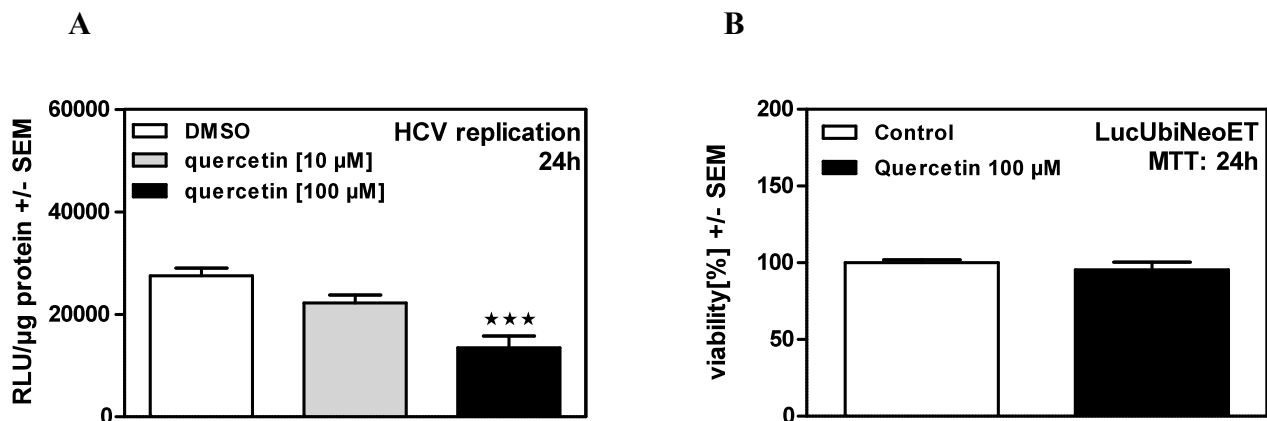 A
RLU/µg protein +/- SEM
60000
40000
20000
0
DMSO
quercetin [10 µM]
quercetin [100 µM]
HCV replication
24h
★★★
B
viability[%] +/- SEM
200
150
100
50
0
Control
Quercetin 100 µM
LucUbiNeoET
MTT: 24h